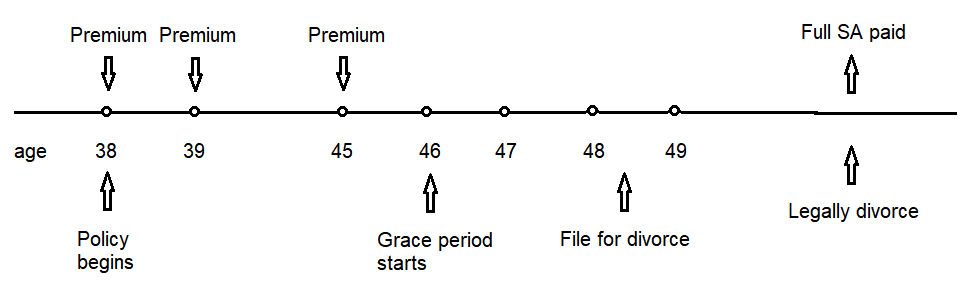 Premium Premium Premium Full SA paid
age 38 39 45 46 47 48 49
Policy
begins
Grace period
starts
File for divorce
Legally divorce